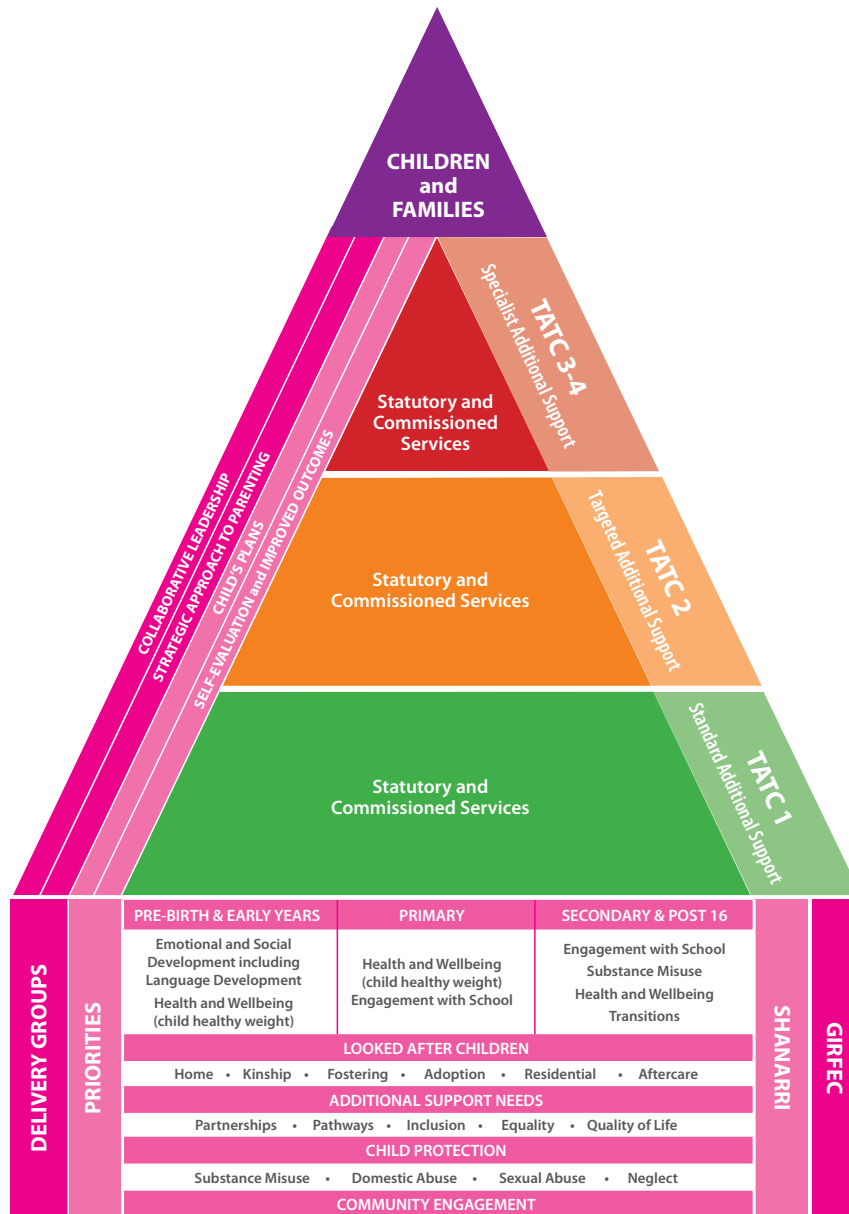 CHILDREN
and
FAMILIES
TATC 3-4
Specialist Additional Support
Statutory and
Commissioned
Services
TATC 2
Targeted Additional Support
Statutory and
Commissioned Services
TATC 1
Standard Additional Support
Statutory and
Commissioned Services
COLLABORATIVE LEADERSHIP
STRATEGIC APPROACH TO PARENTING
CHILD'S PLANS
SELF-EVALUATION and IMPROVED OUTCOMES
DELIVERY GROUPS
PRIORITIES
PRE-BIRTH & EARLY YEARS
Emotional and Social
Development including
Language Development
Health and Wellbeing
(child healthy weight)
PRIMARY
Health and Wellbeing
(child healthy weight)
Engagement with School
SECONDARY & POST 16
Engagement with School
Substance Misuse
Health and Wellbeing
Transitions
LOOKED AFTER CHILDREN
Home • Kinship • Fostering • Adoption • Residential • Aftercare
ADDITIONAL SUPPORT NEEDS
Partnerships • Pathways • Inclusion • Equality • Quality of Life
CHILD PROTECTION
Substance Misuse • Domestic Abuse • Sexual Abuse • Neglect
COMMUNITY ENGAGEMENT
SHANARRI
GIRFEC